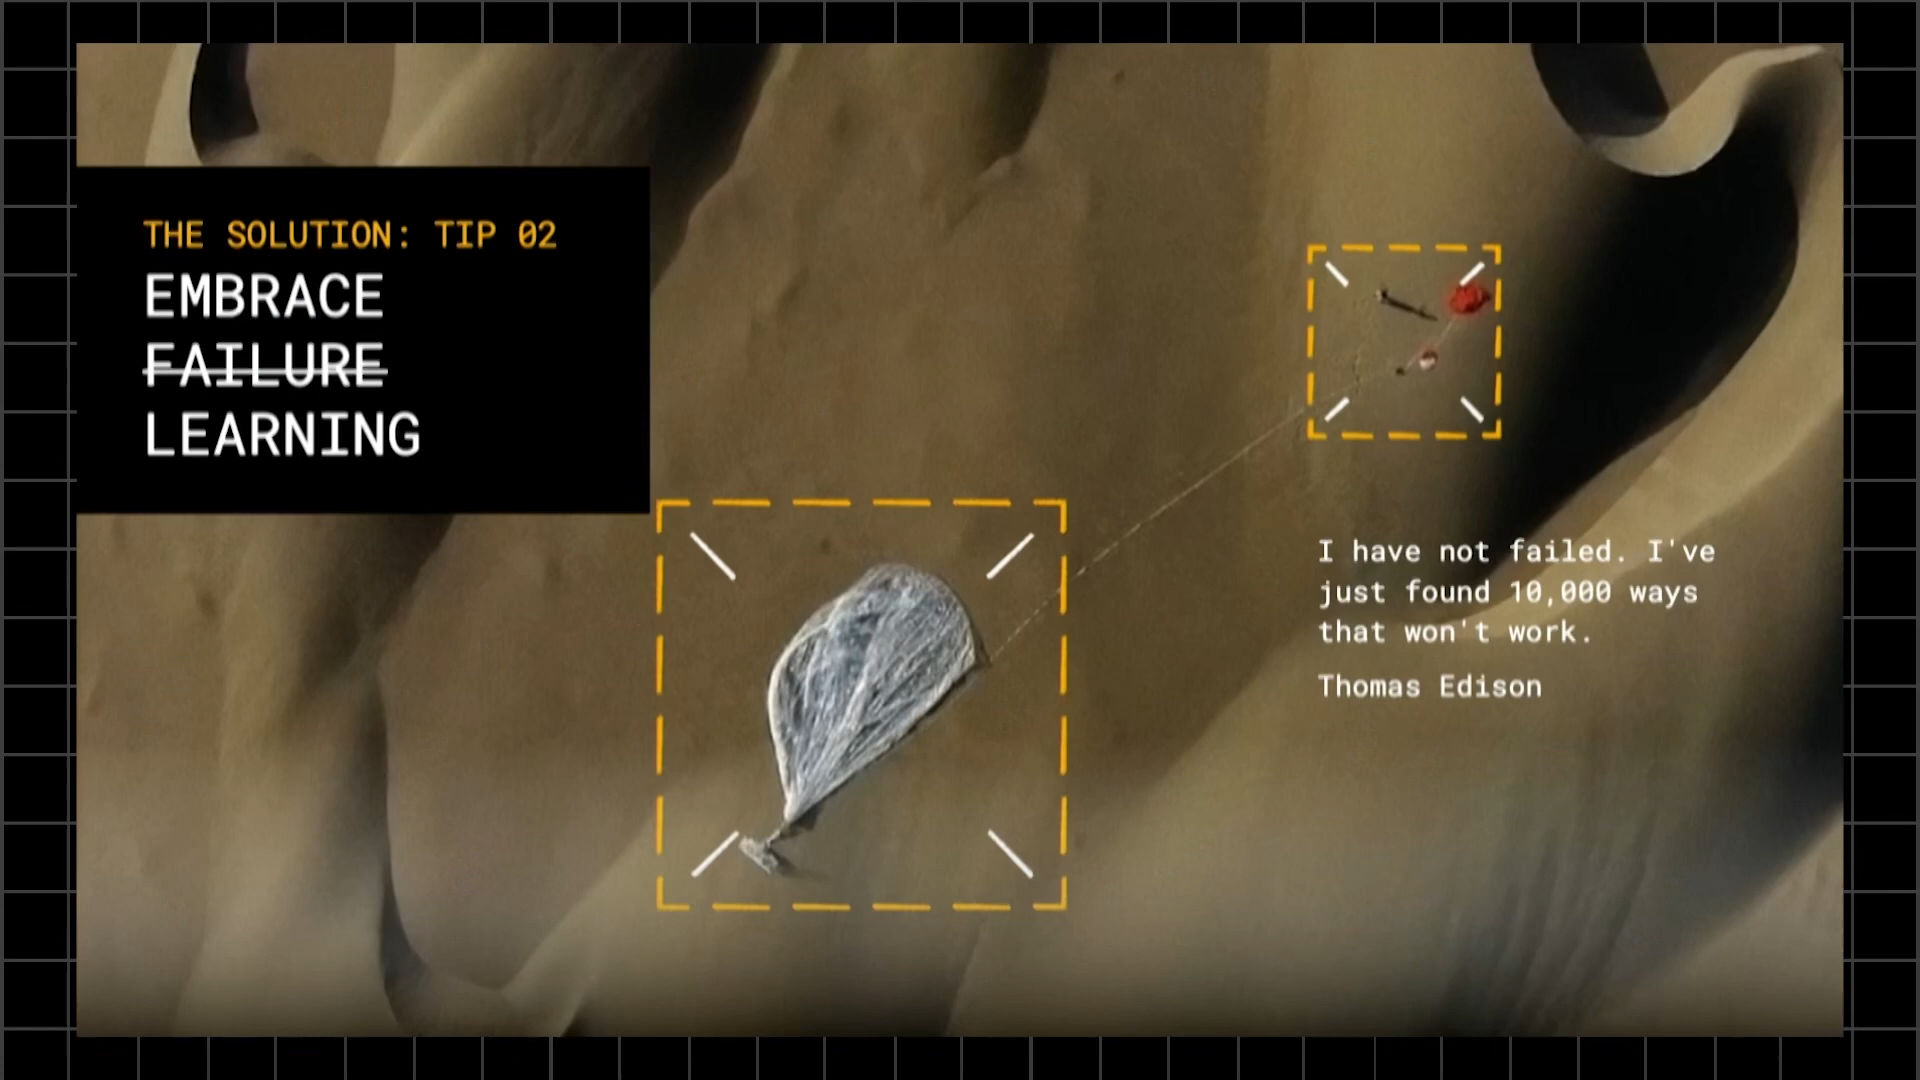 THE SOLUTION: TIP 02
EMBRACE
FAILURE
LEARNING
I have not failed. I've
just found 10,000 ways
that won't work.
Thomas Edison